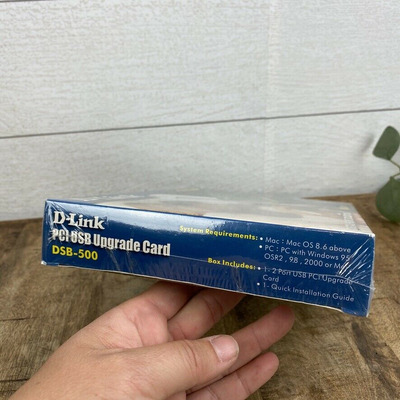 D-Link
PCI USB Upgrade Card
DSB-500
System Requirements:
• Mac: Mac OS 8.6 above
• PC: PC with Windows 95
OSR2, 98, 2000 or Me
Box Includes:
• 1- 2 Port USB PCI Upgrade
Card
• 1- Quick Installation Guide